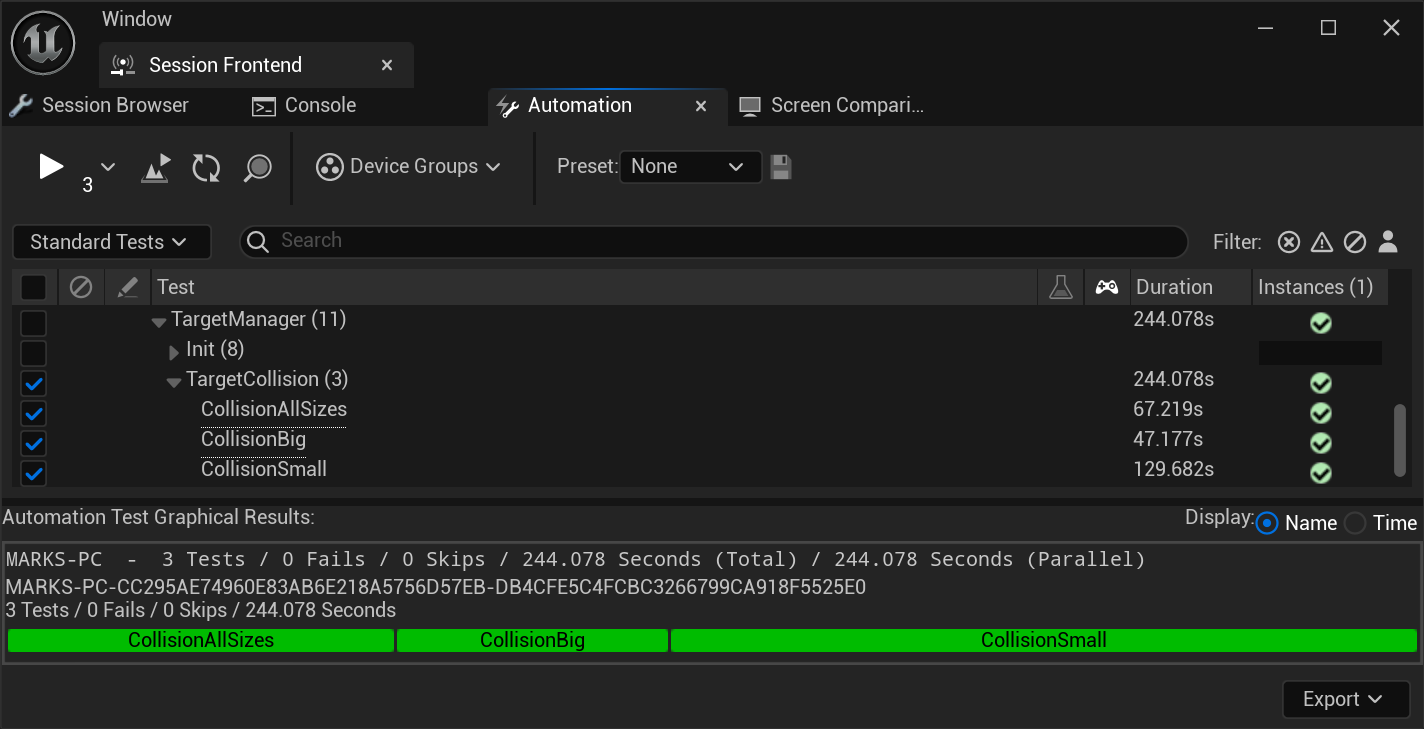 Window
Session Frontend
Session Browser Console Automation Screen Compari...
3 Device Groups Preset: None
Standard Tests Search Filter:
Test Duration Instances (1)
TargetManager (11) 244.078s
Init (8)
TargetCollision (3) 244.078s
CollisionAllSizes 67.219s
CollisionBig 47.177s
CollisionSmall 129.682s
Automation Test Graphical Results: Display: Name Time
MARKS-PC - 3 Tests / 0 Fails / 0 Skips / 244.078 Seconds (Total) / 244.078 Seconds (Parallel)
MARKS-PC-CC295AE74960E83AB6E218A5756D57EB-DB4CFE5C4FCBC3266799CA918F5525E0
3 Tests / 0 Fails / 0 Skips / 244.078 Seconds
CollisionAllSizes CollisionBig CollisionSmall
Export